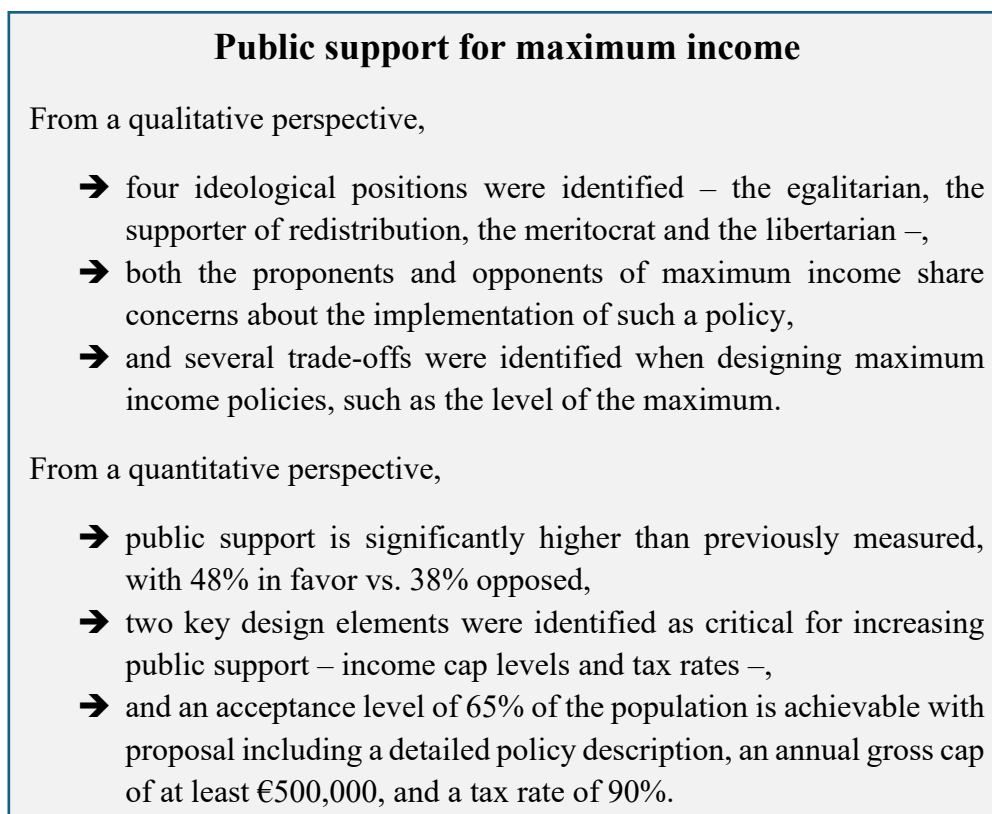 Public support for maximum income
From a qualitative perspective,
➔ four ideological positions were identified – the egalitarian, the
supporter of redistribution, the meritocrat and the libertarian –,
➔ both the proponents and opponents of maximum income share
concerns about the implementation of such a policy,
➔ and several trade-offs were identified when designing maximum
income policies, such as the level of the maximum.
From a quantitative perspective,
➔ public support is significantly higher than previously measured,
with 48% in favor vs. 38% opposed,
➔ two key design elements were identified as critical for increasing
public support – income cap levels and tax rates –,
➔ and an acceptance level of 65% of the population is achievable with
proposal including a detailed policy description, an annual gross cap
of at least €500,000, and a tax rate of 90%.